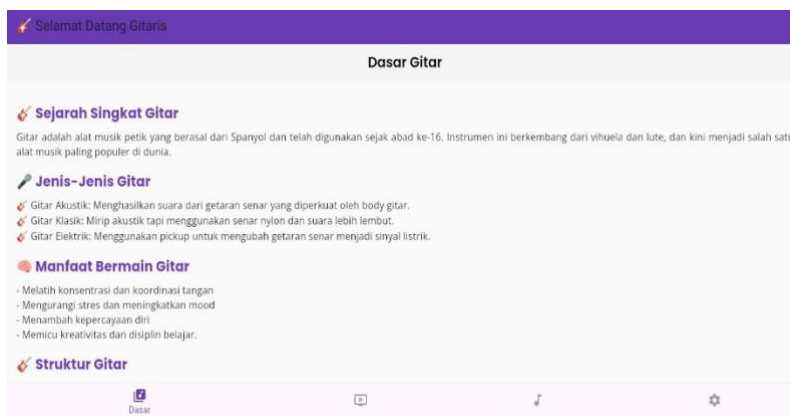 Selamat Datang Gitaris
Dasar Gitar
Sejarah Singkat Gitar
Gitar adalah alat musik petik yang berasal dari Spanyol dan telah digunakan sejak abad ke-16. Instrumen ini berkembang dari vihuela dan lute, dan kini menjadi salah satu
alat musik paling populer di dunia.
Jenis-Jenis Gitar
Gitar Akustik: Menghasilkan suara dari getaran senar yang diperkuat oleh body gitar.
Gitar Klasik: Mirip akustik tapi menggunakan senar nylon dan suara lebih lembut.
Gitar Elektrik: Menggunakan pickup untuk mengubah getaran senar menjadi sinyal listrik.
Manfaat Bermain Gitar
- Melatih konsentrasi dan koordinasi tangan
- Mengurangi stres dan meningkatkan mood
- Menambah kepercayaan diri
- Memicu kreativitas dan disiplin belajar.
Struktur Gitar
Dasar